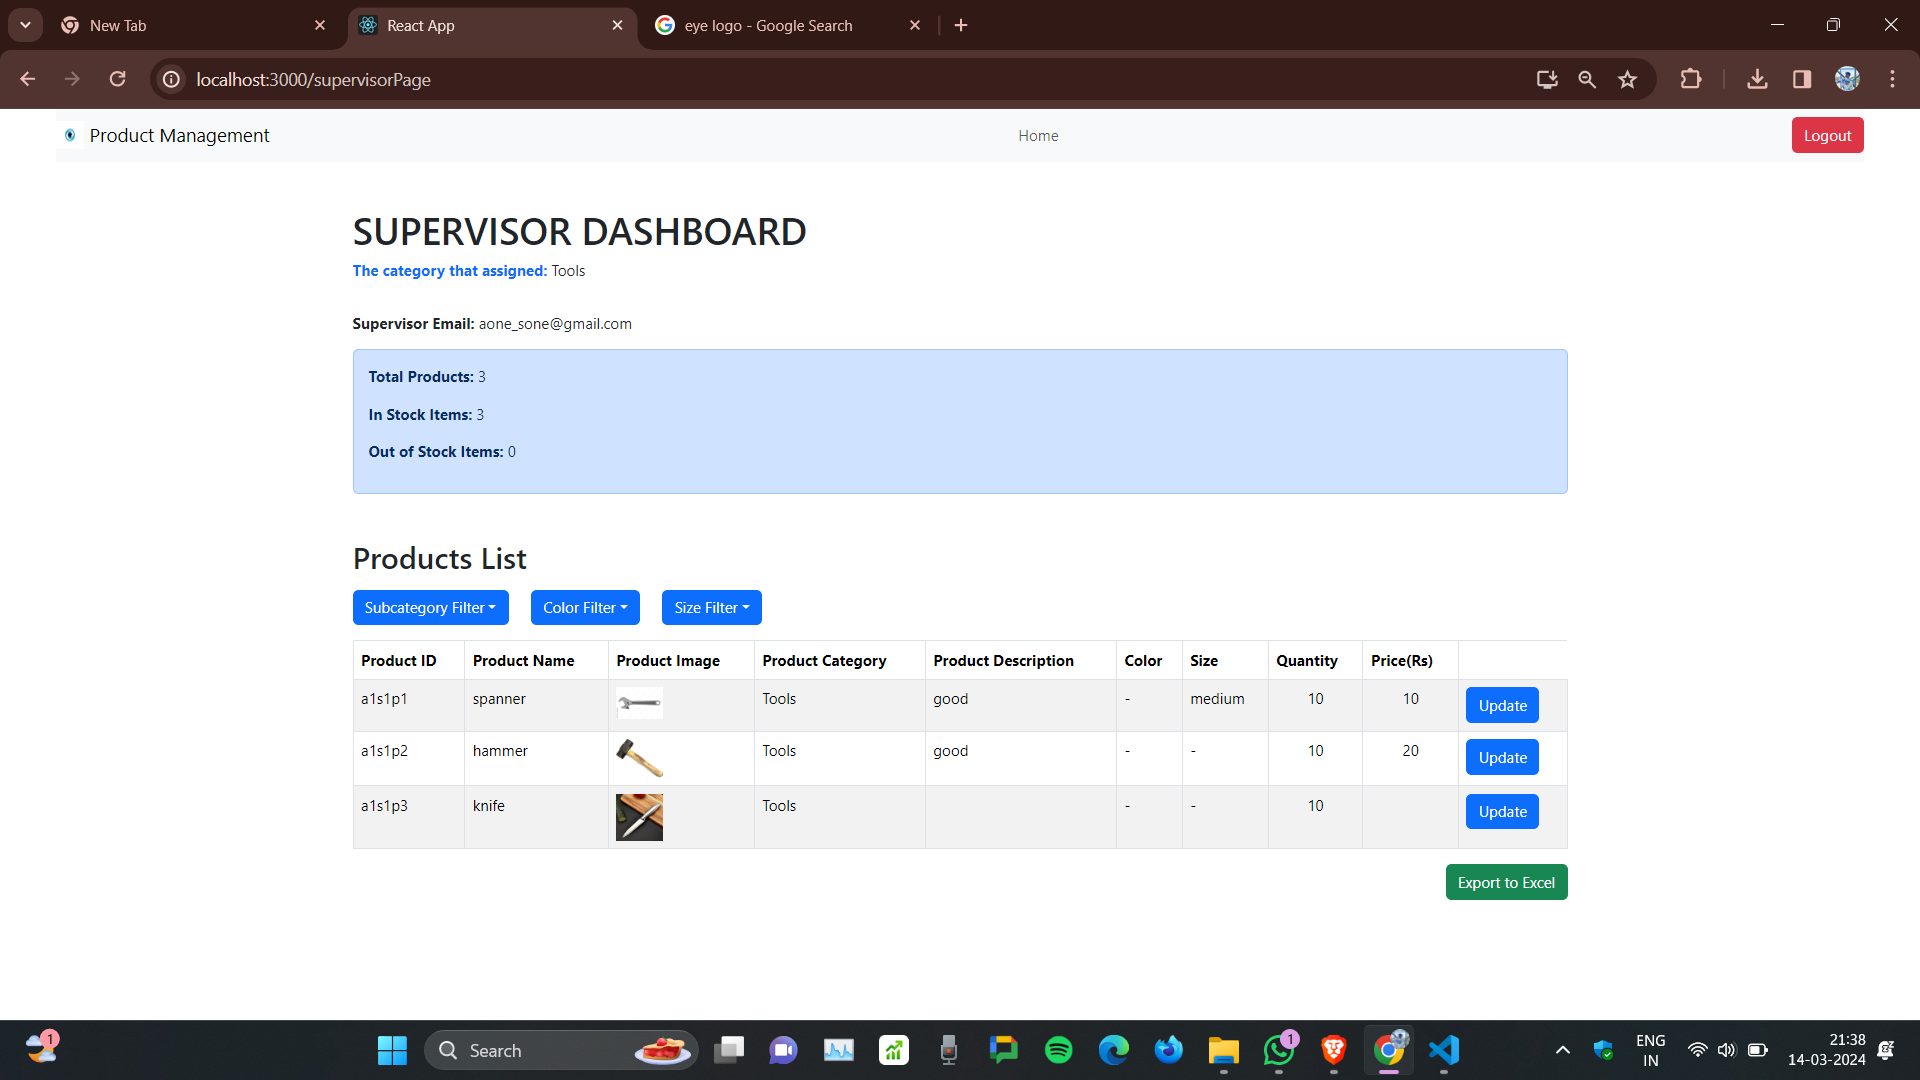 New Tab
React App
eye logo - Google Search
localhost:3000/supervisorPage
Product Management
Home
Logout
SUPERVISOR DASHBOARD
The category that assigned: Tools
Supervisor Email: aone_sone@gmail.com
Total Products: 3
In Stock Items: 3
Out of Stock Items: 0
Products List
Subcategory Filter
Color Filter
Size Filter
Product ID Product Name Product Image Product Category Product Description Color Size Quantity Price(Rs)
a1s1p1 spanner Tools good - medium 10 10 Update
a1s1p2 hammer Tools good - - 10 20 Update
a1s1p3 knife Tools - - 10 Update
Export to Excel
1
Search
1
ENG
IN
21:38
14-03-2024